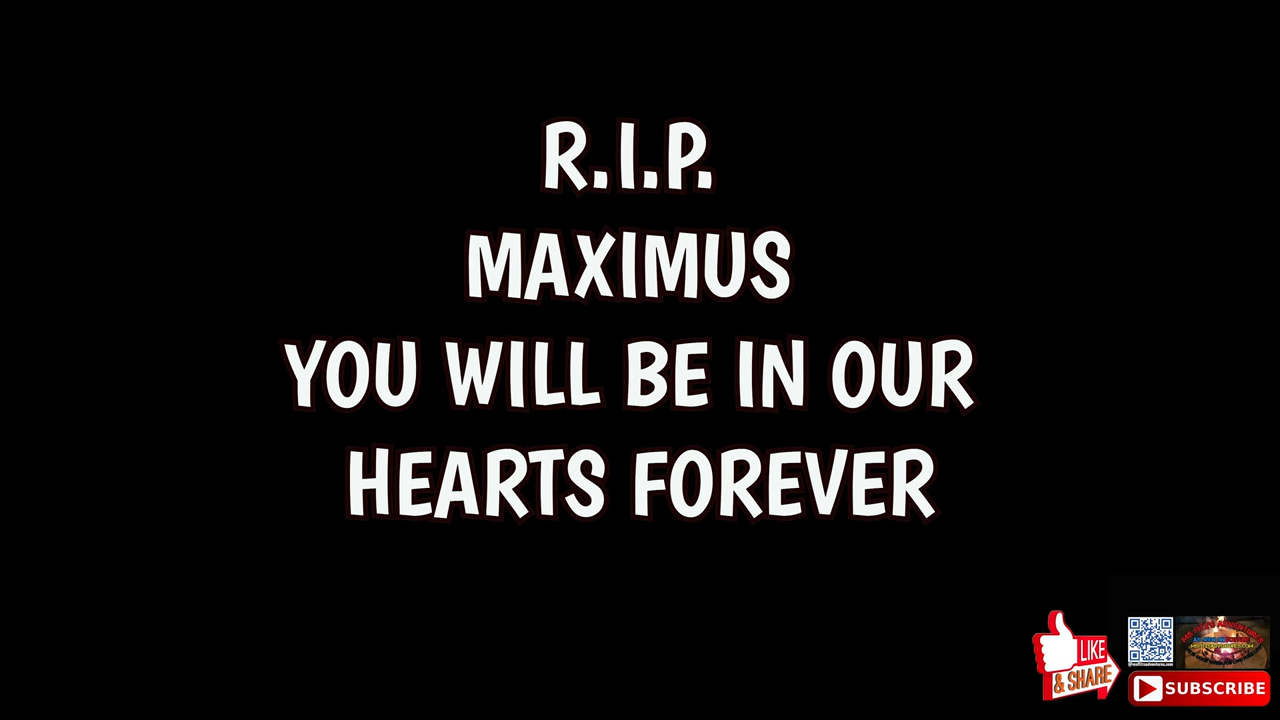 R.I.P.
MAXIMUS
YOU WILL BE IN OUR
HEARTS FOREVER
LIKE
& SHARE
SUBSCRIBE